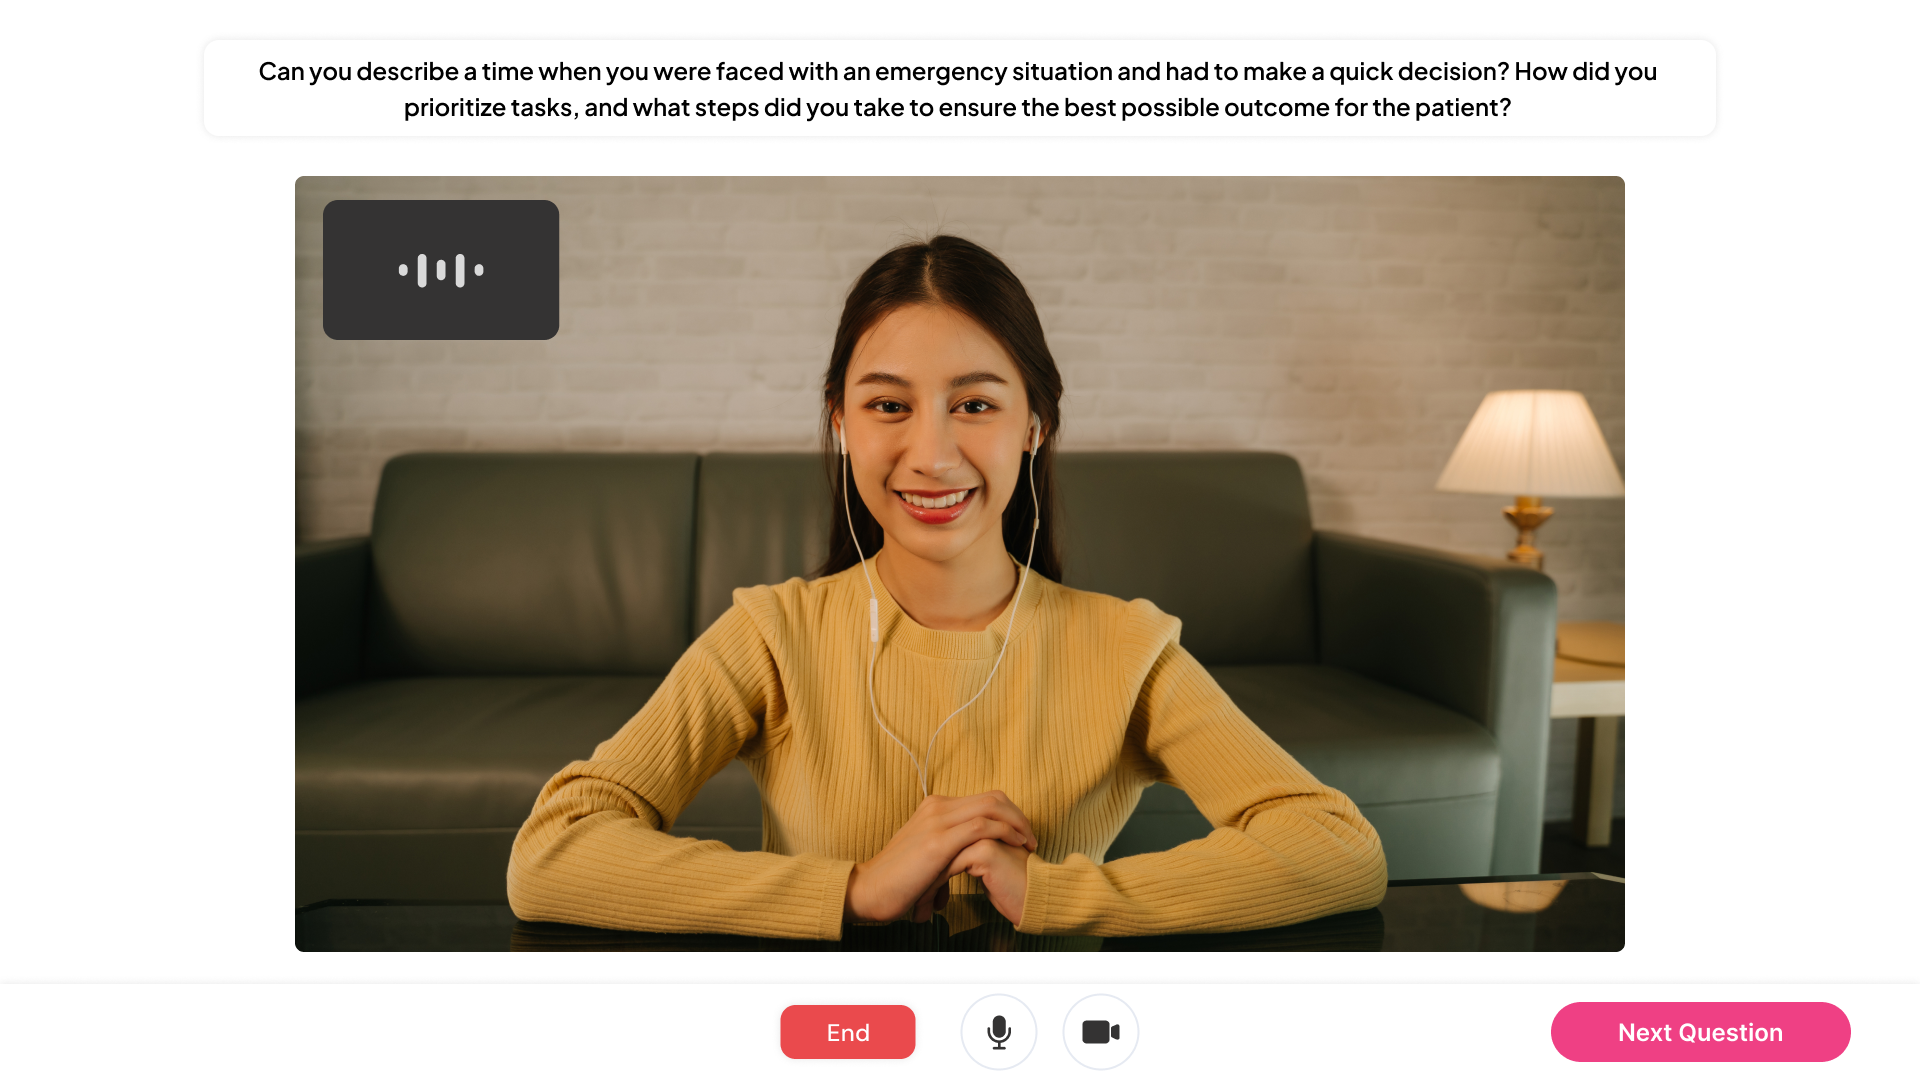 Can you describe a time when you were faced with an emergency situation and had to make a quick decision? How did you
prioritize tasks, and what steps did you take to ensure the best possible outcome for the patient?
End
Next Question